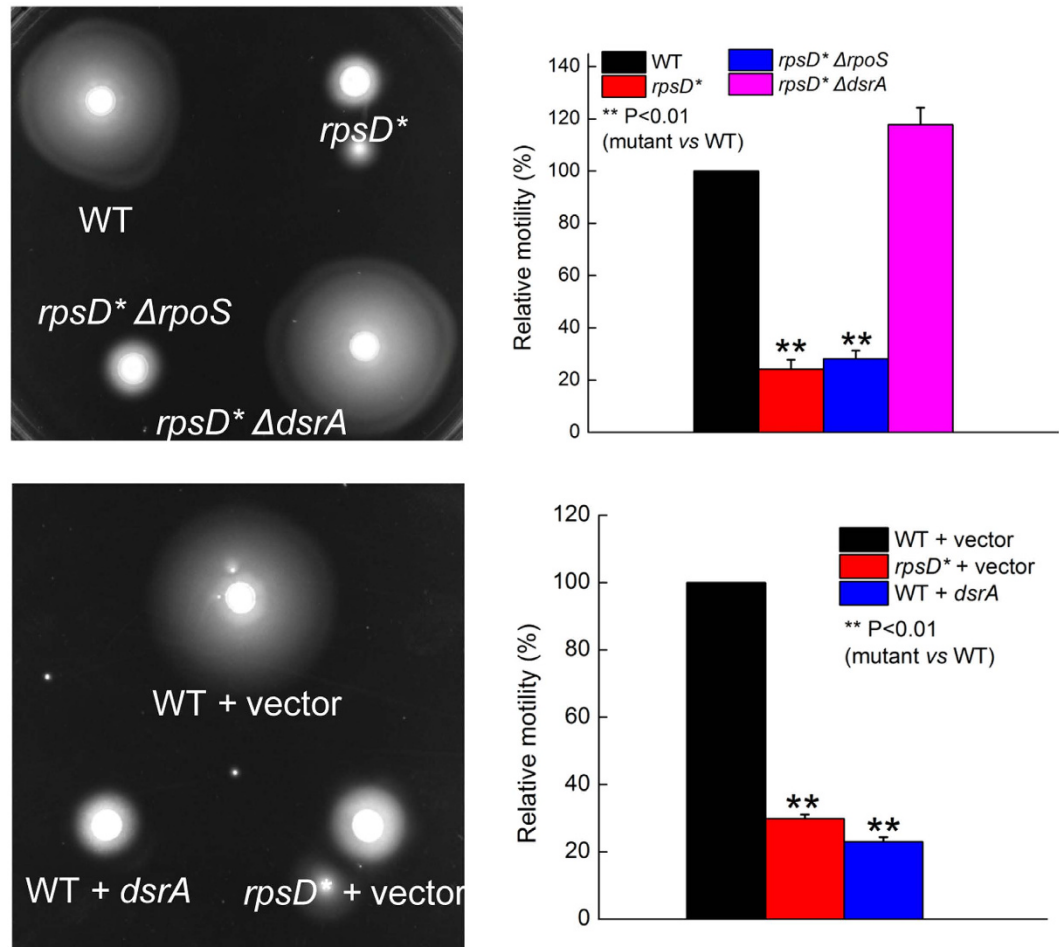 WT
rpsD*
rpsD* ΔrpoS
rpsD* ΔdsrA
WT
rpsD*
rpsD* ΔrpoS
rpsD* ΔdsrA
** P<0.01
(mutant vs WT)
Relative motility (%)
140
120
100
80
60
40
20
0
**
**
WT + vector
WT + dsrA
rpsD* + vector
WT + vector
rpsD* + vector
WT + dsrA
** P<0.01
(mutant vs WT)
Relative motility (%)
120
100
80
60
40
20
0
**
**